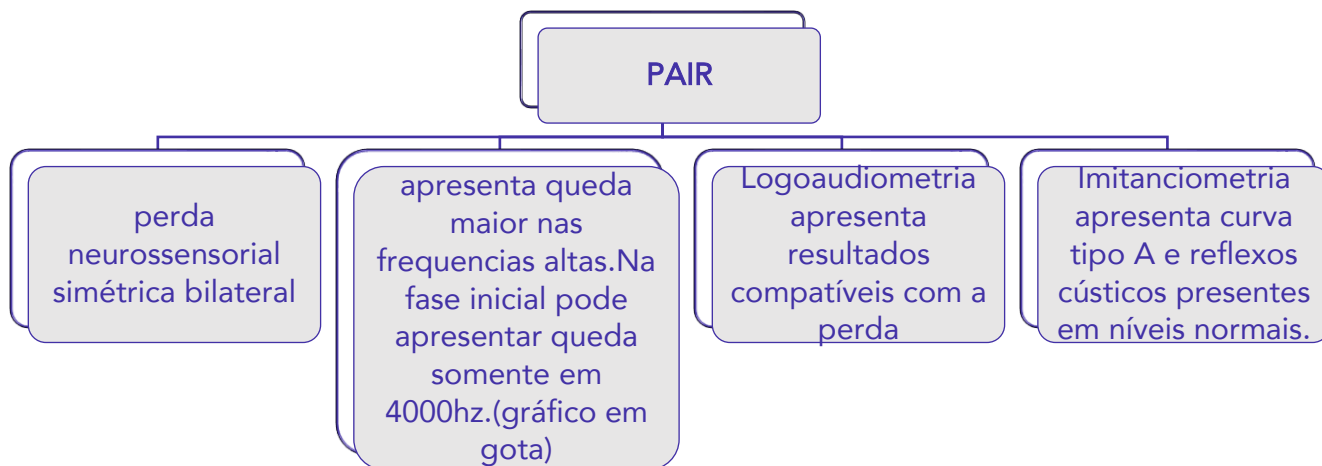 PAIR
perda
neurossensorial
simétrica bilateral
apresenta queda
maior nas
frequencias altas.Na
fase inicial pode
apresentar queda
somente em
4000hz.(gráfico em
gota)
Logoaudiometria
apresenta
resultados
compatíveis com a
perda
Imitanciometria
apresenta curva
tipo A e reflexos
cústicos presentes
em níveis normais.